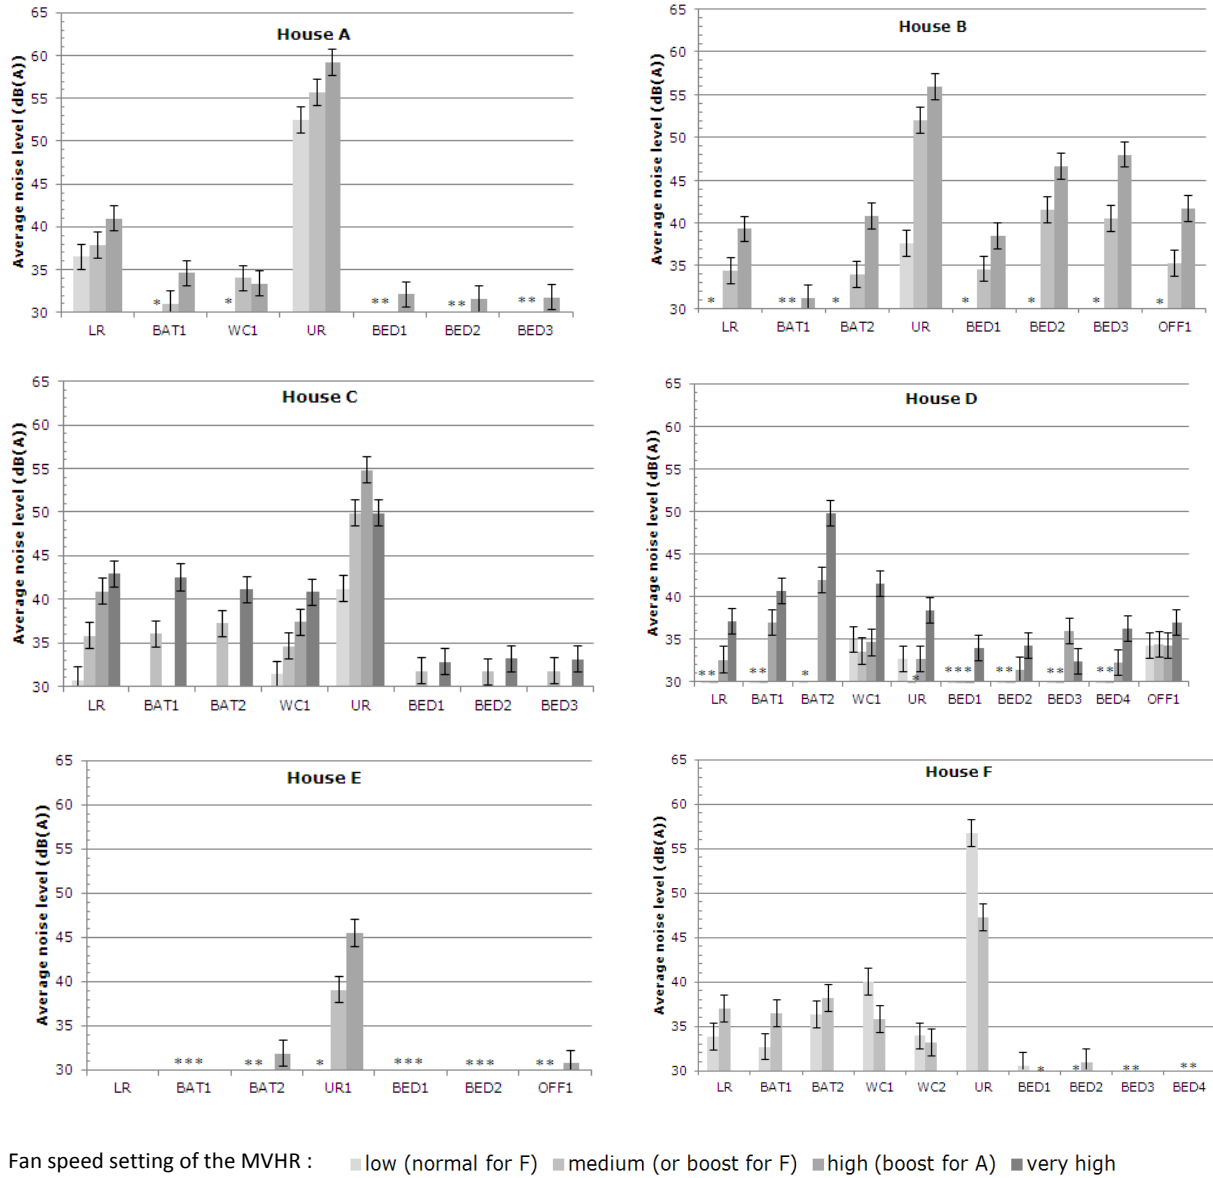 House A
Average noise level (dB(A))
65
60
55
50
45
40
35
30
* * ** ** **
LR BAT1 WC1 UR BED1 BED2 BED3
House B
Average noise level (dB(A))
65
60
55
50
45
40
35
30
* ** * * * * *
LR BAT1 BAT2 UR BED1 BED2 BED3 OFF1
House C
Average noise level (dB(A))
65
60
55
50
45
40
35
30
LR BAT1 BAT2 WC1 UR BED1 BED2 BED3
House D
Average noise level (dB(A))
65
60
55
50
45
40
35
30
** ** * * *** ** ** **
LR BAT1 BAT2 WC1 UR BED1 BED2 BED3 BED4 OFF1
House E
Average noise level (dB(A))
65
60
55
50
45
40
35
30
*** ** * *** *** **
LR BAT1 BAT2 UR1 BED1 BED2 OFF1
House F
Average noise level (dB(A))
65
60
55
50
45
40
35
30
* * ** **
LR BAT1 BAT2 WC1 WC2 UR BED1 BED2 BED3 BED4
Fan speed setting of the MVHR : low (normal for F) medium (or boost for F) high (boost for A) very high